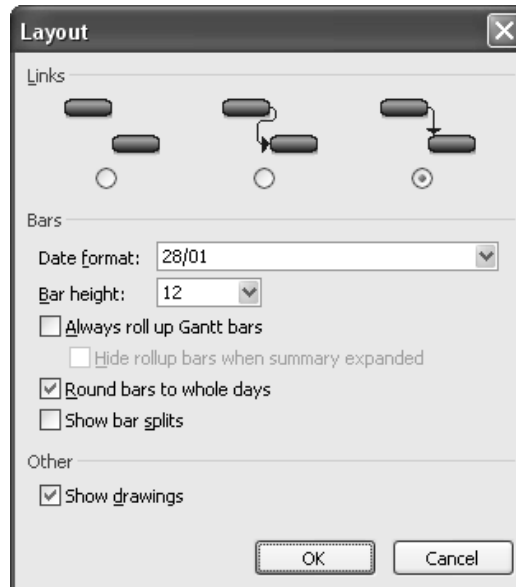 Layout
Links
Bars
Date format: 28/01
Bar height: 12
Always roll up Gantt bars
Hide rollup bars when summary expanded
Round bars to whole days
Show bar splits
Other
Show drawings
OK Cancel